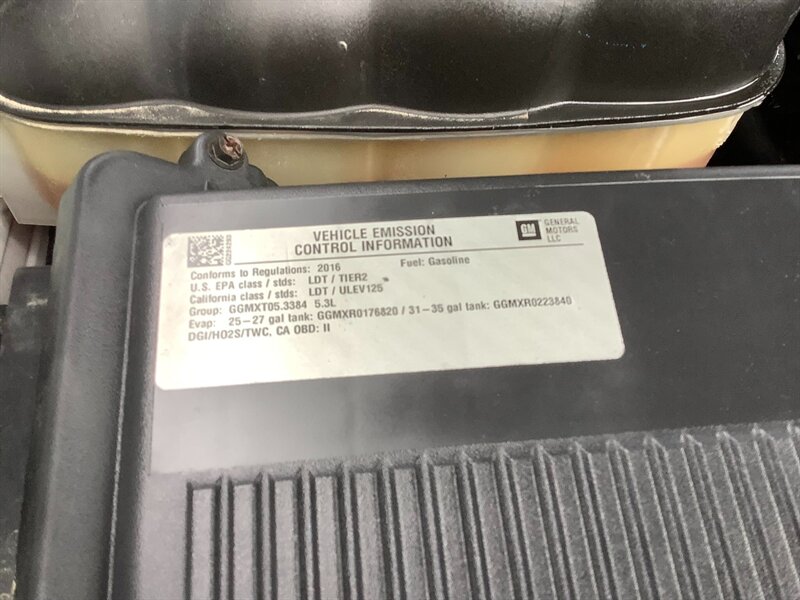 VEHICLE EMISSION
CONTROL INFORMATION
GM
GENERAL
MOTORS
LLC
Conforms to Regulations: 2016 Fuel: Gasoline
U.S. EPA class / stds: LDT / TIER2
California class / stds: LDT / ULEV125
Group: GGMXT05.3384 5.3L
Evap: 25–27 gal tank: GGMXR0176820 / 31–35 gal tank: GGMXR0223840
DGI/HO2S/TWC, CA OBD: II